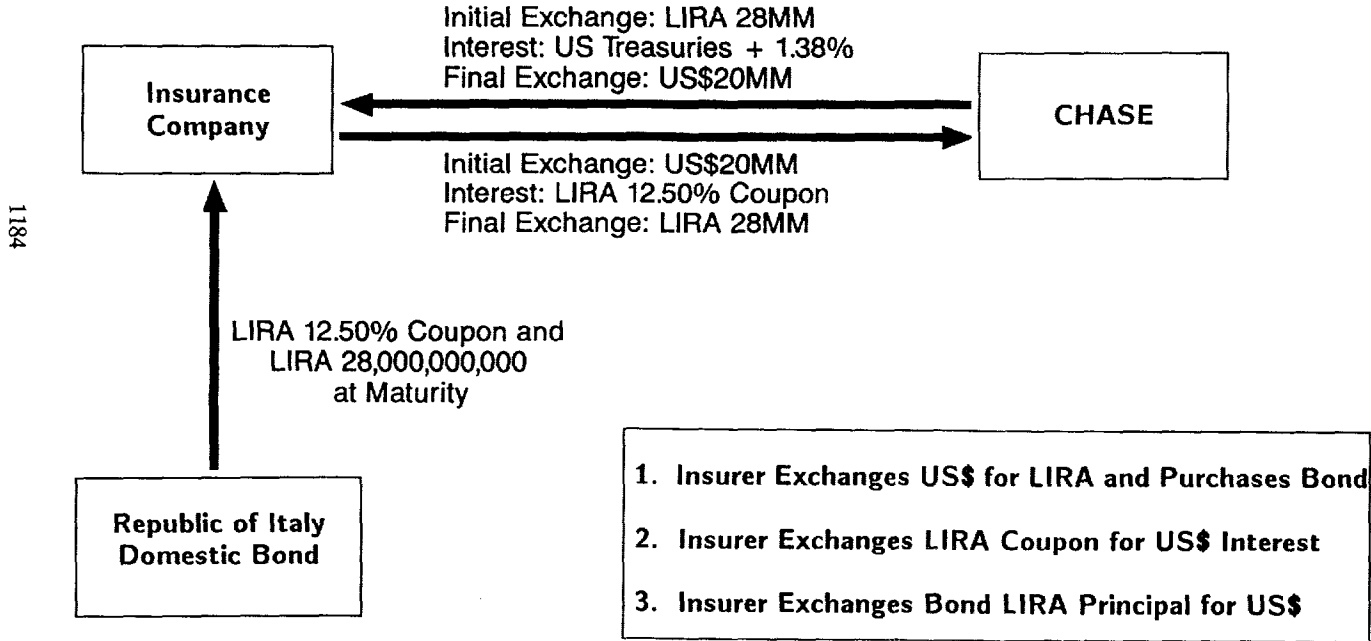 Initial Exchange: LIRA 28MM
Interest: US Treasuries + 1.38%
Final Exchange: US$20MM
Insurance
Company
CHASE
Initial Exchange: US$20MM
Interest: LIRA 12.50% Coupon
Final Exchange: LIRA 28MM
1184
LIRA 12.50% Coupon and
LIRA 28,000,000,000
at Maturity
Republic of Italy
Domestic Bond
1. Insurer Exchanges US$ for LIRA and Purchases Bond
2. Insurer Exchanges LIRA Coupon for US$ Interest
3. Insurer Exchanges Bond LIRA Principal for US$